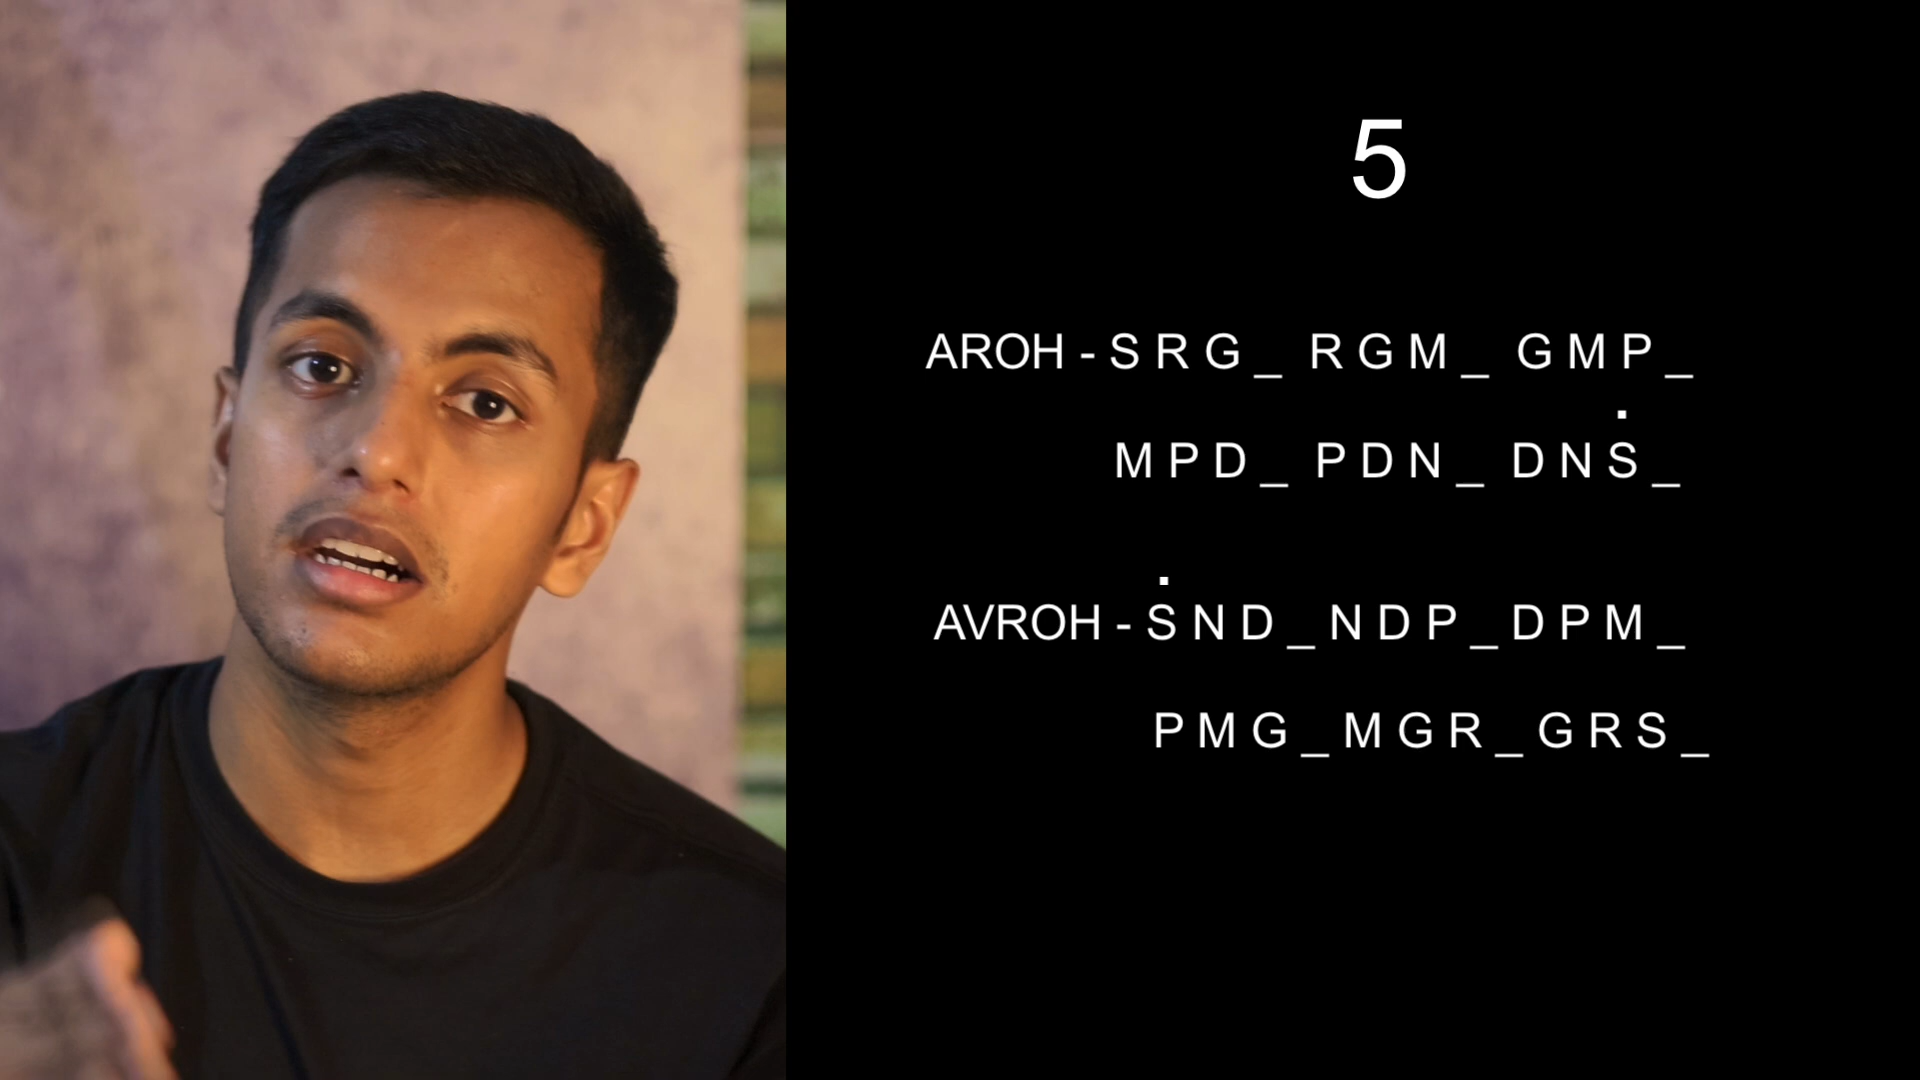 5
AROH - S R G _ R G M _ G M P _
M P D _ P D N _ D N Ṡ _
AVROH - Ṡ N D _ N D P _ D P M _
P M G _ M G R _ G R S _